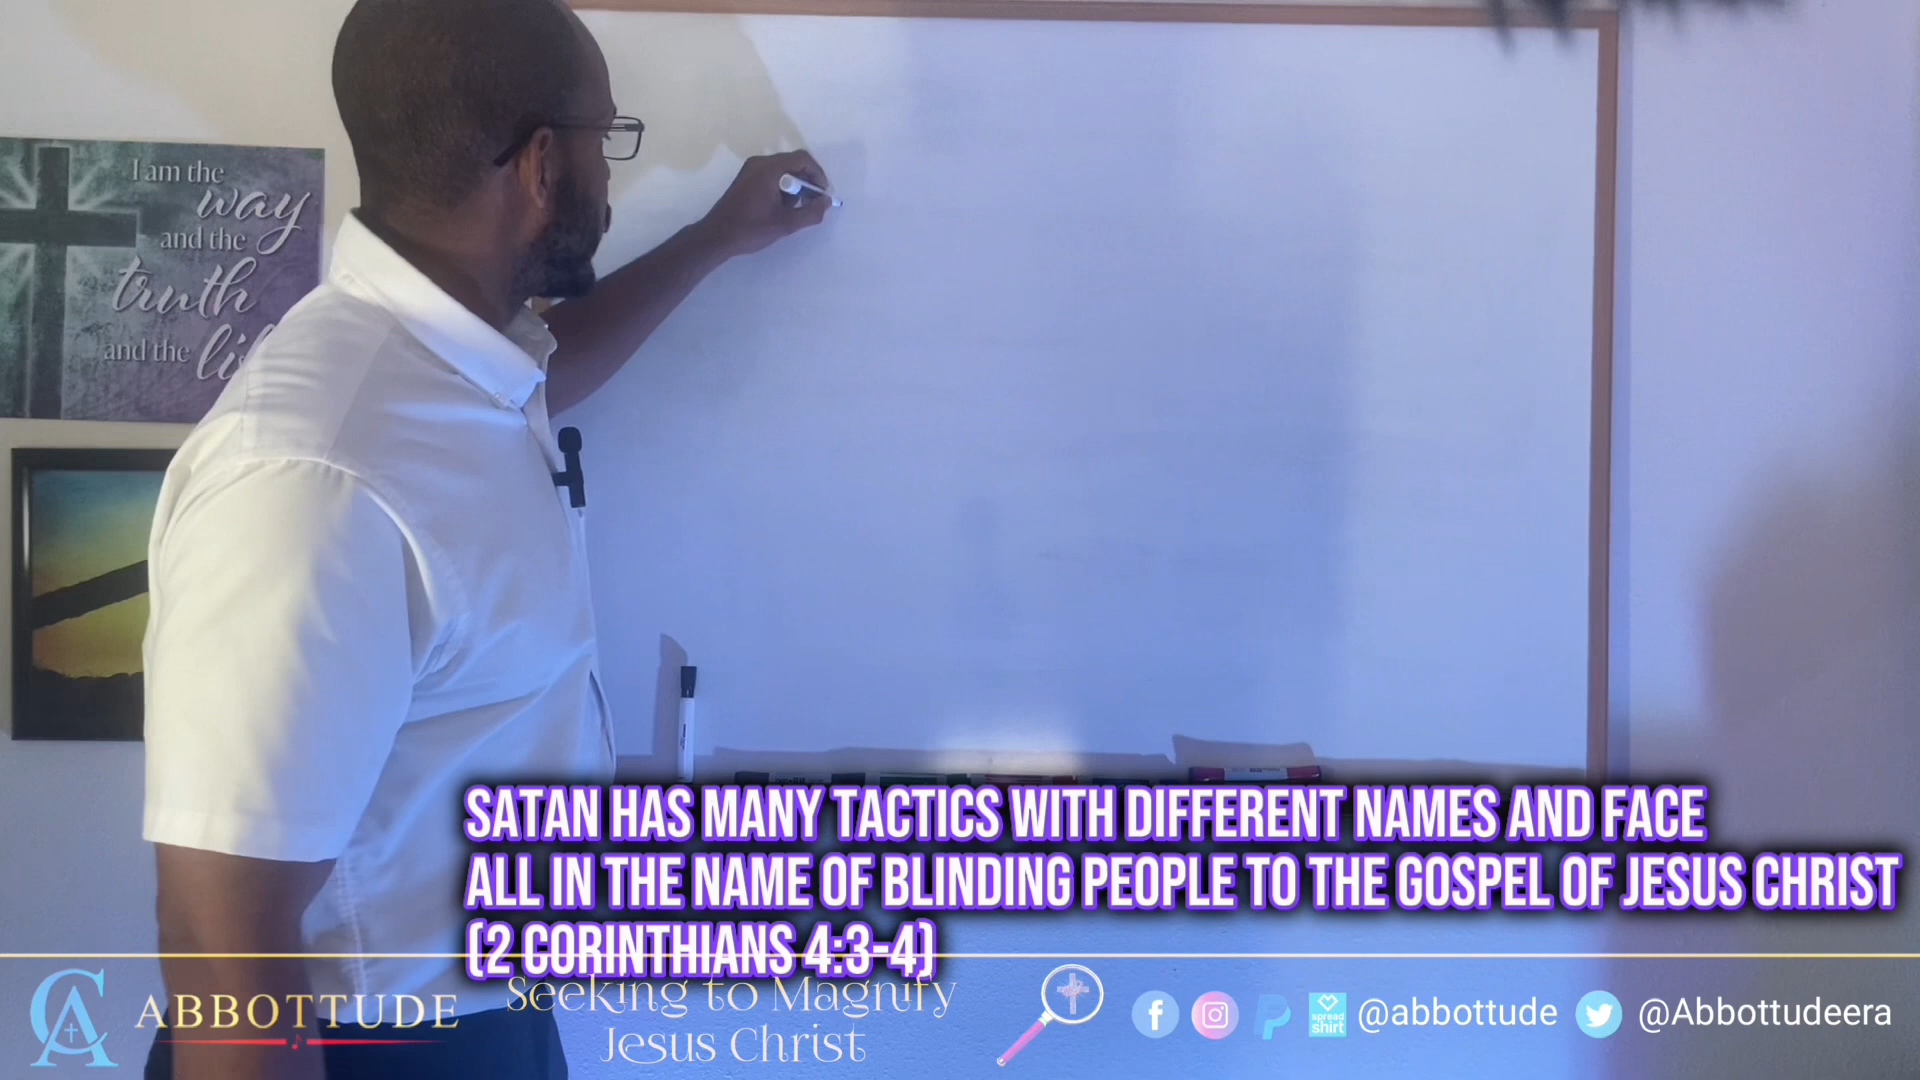 I am the
way
and the
truth
and the
SATAN HAS MANY TACTICS WITH DIFFERENT NAMES AND FACE
ALL IN THE NAME OF BLINDING PEOPLE TO THE GOSPEL OF JESUS CHRIST
(2 CORINTHIANS 4:3-4)
ABBOTTUDE
Seeking to Magnify
Jesus Christ
spread
shirt
@abbottude
@Abbottudeera